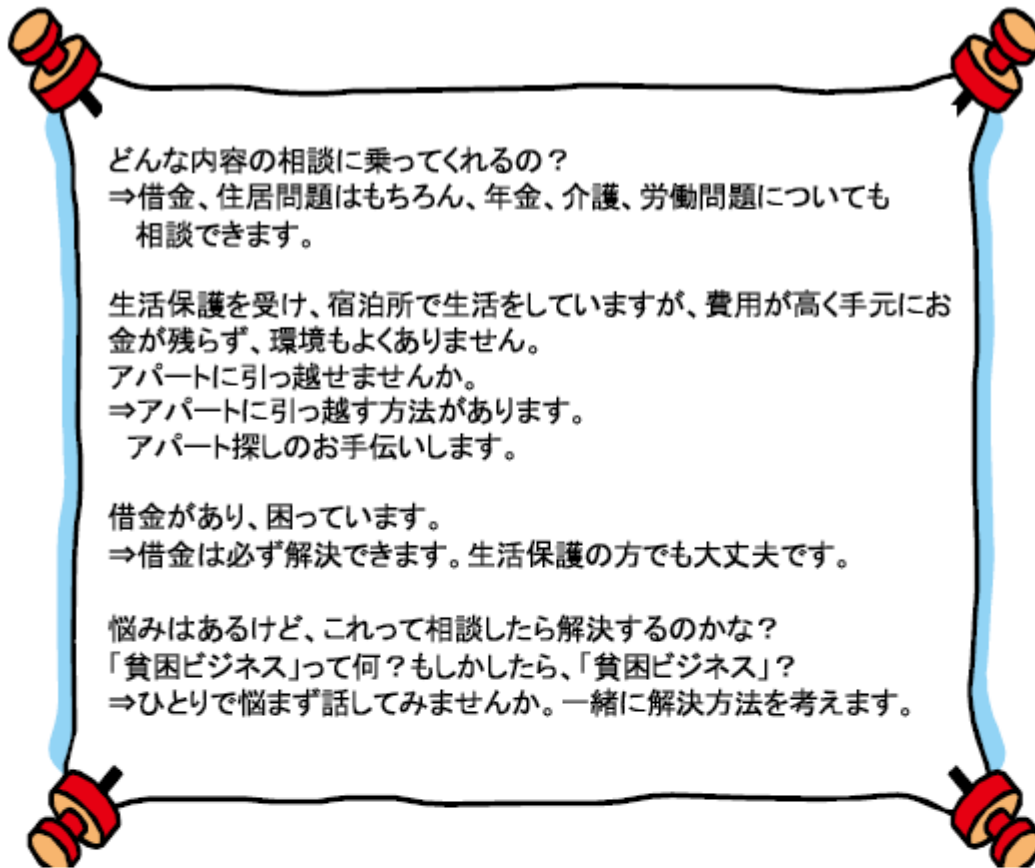 どんな内容の相談に乗ってくれるの?
⇒借金、住居問題はもちろん、年金、介護、労働問題についても
相談できます。
生活保護を受け、宿泊所で生活をしていますが、費用が高く手元にお
金が残らず、環境もよくありません。
アパートに引っ越せませんか。
⇒アパートに引っ越す方法があります。
アパート探しのお手伝いします。
借金があり、困っています。
⇒借金は必ず解決できます。生活保護の方でも大丈夫です。
悩みはあるけど、これって相談したら解決するのかな?
「貧困ビジネス」って何?もしかしたら、「貧困ビジネス」?
⇒ひとりで悩まず話してみませんか。一緒に解決方法を考えます。